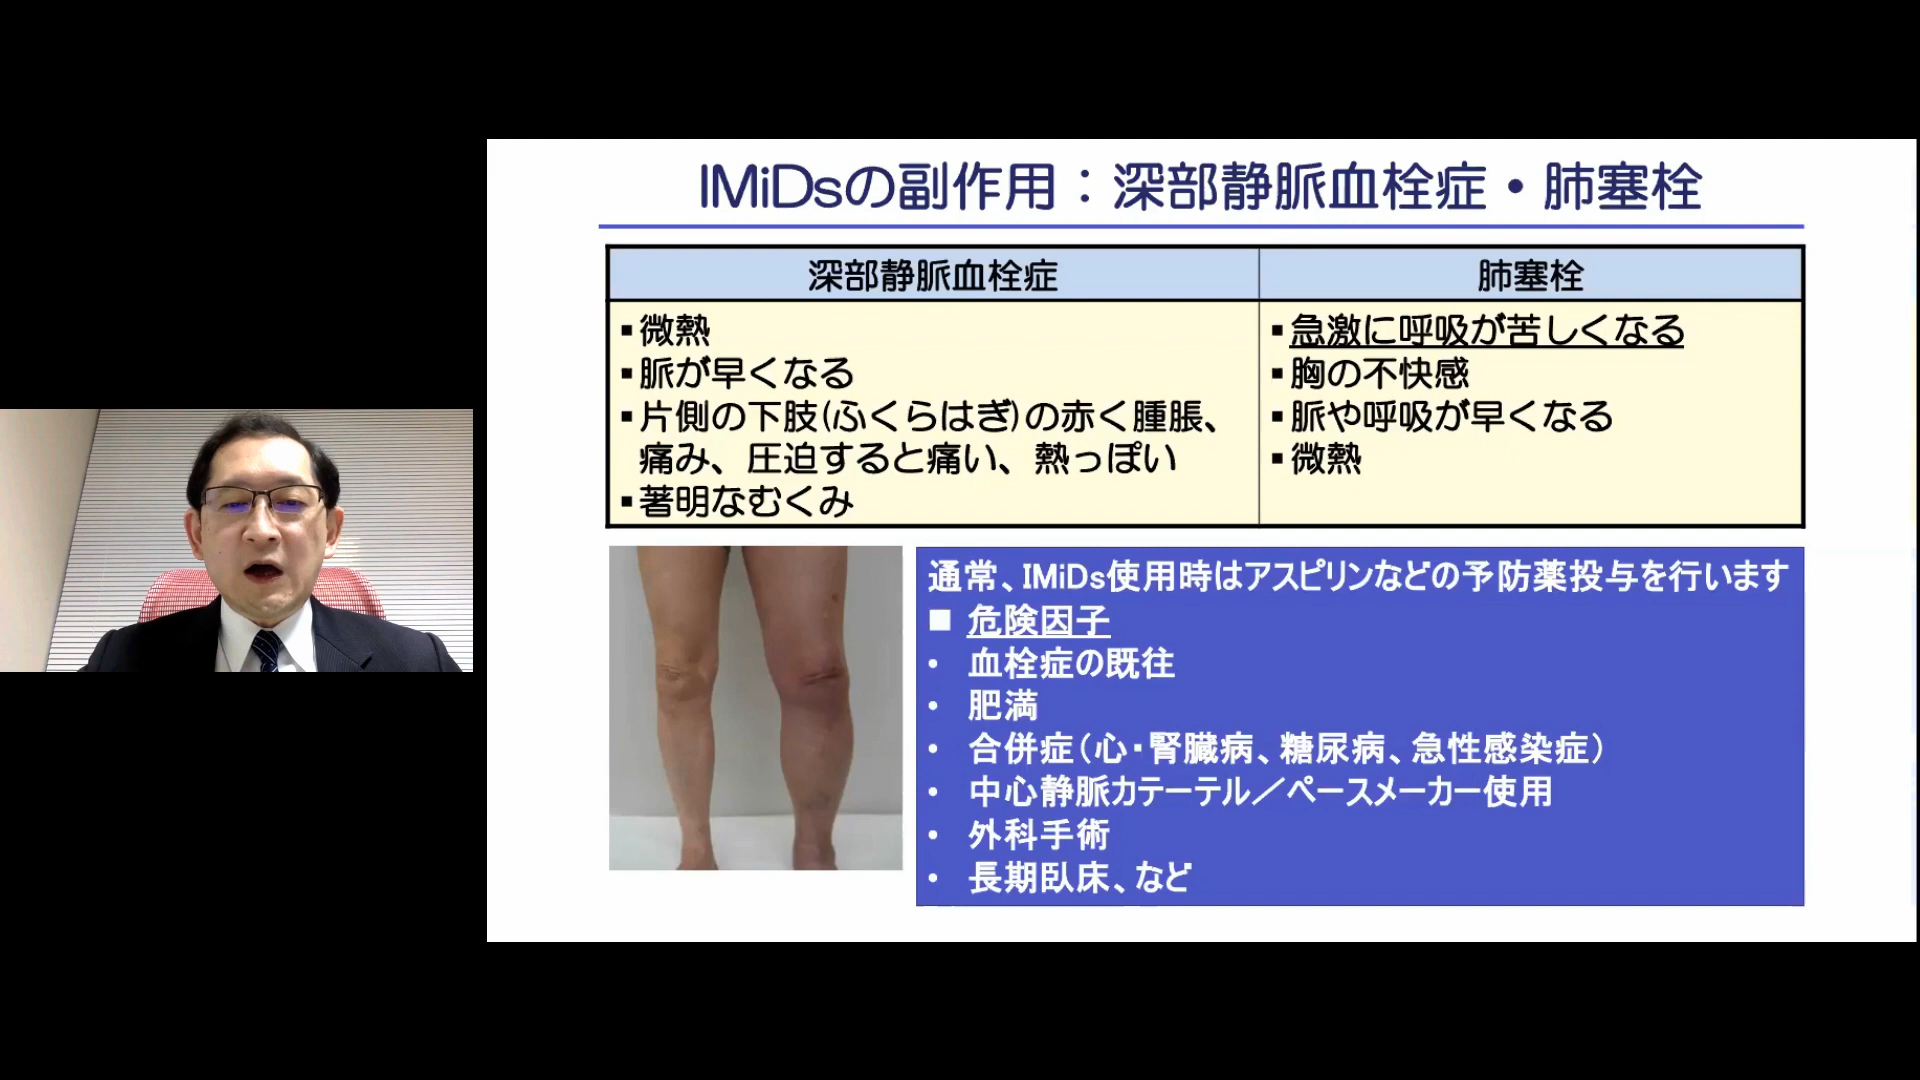 IMiDsの副作用：深部静脈血栓症・肺塞栓
深部静脈血栓症
▪微熱
▪脈が早くなる
▪片側の下肢(ふくらはぎ)の赤く腫脹、
痛み、圧迫すると痛い、熱っぽい
▪著明なむくみ
肺塞栓
▪急激に呼吸が苦しくなる
▪胸の不快感
▪脈や呼吸が早くなる
▪微熱
通常、IMiDs使用時はアスピリンなどの予防薬投与を行います
■ 危険因子
• 血栓症の既往
• 肥満
• 合併症（心・腎臓病、糖尿病、急性感染症）
• 中心静脈カテーテル／ペースメーカー使用
• 外科手術
• 長期臥床、など